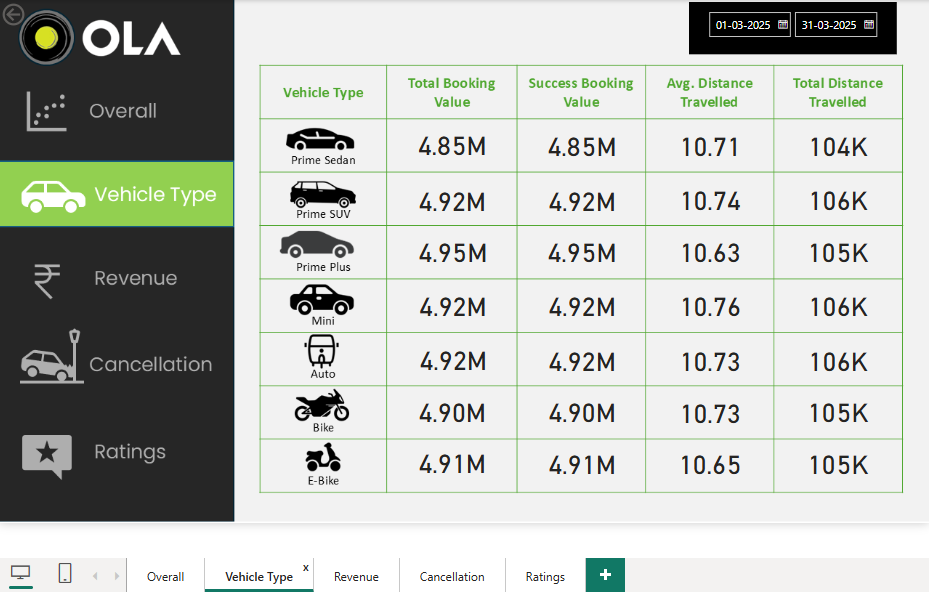 OLA
01-03-2025 31-03-2025
Overall
Vehicle Type
Revenue
Cancellation
Ratings
Vehicle Type Total Booking Value Success Booking Value Avg. Distance Travelled Total Distance Travelled
Prime Sedan 4.85M 4.85M 10.71 104K
Prime SUV 4.92M 4.92M 10.74 106K
Prime Plus 4.95M 4.95M 10.63 105K
Mini 4.92M 4.92M 10.76 106K
Auto 4.92M 4.92M 10.73 106K
Bike 4.90M 4.90M 10.73 105K
E-Bike 4.91M 4.91M 10.65 105K
Overall Vehicle Type x Revenue Cancellation Ratings +